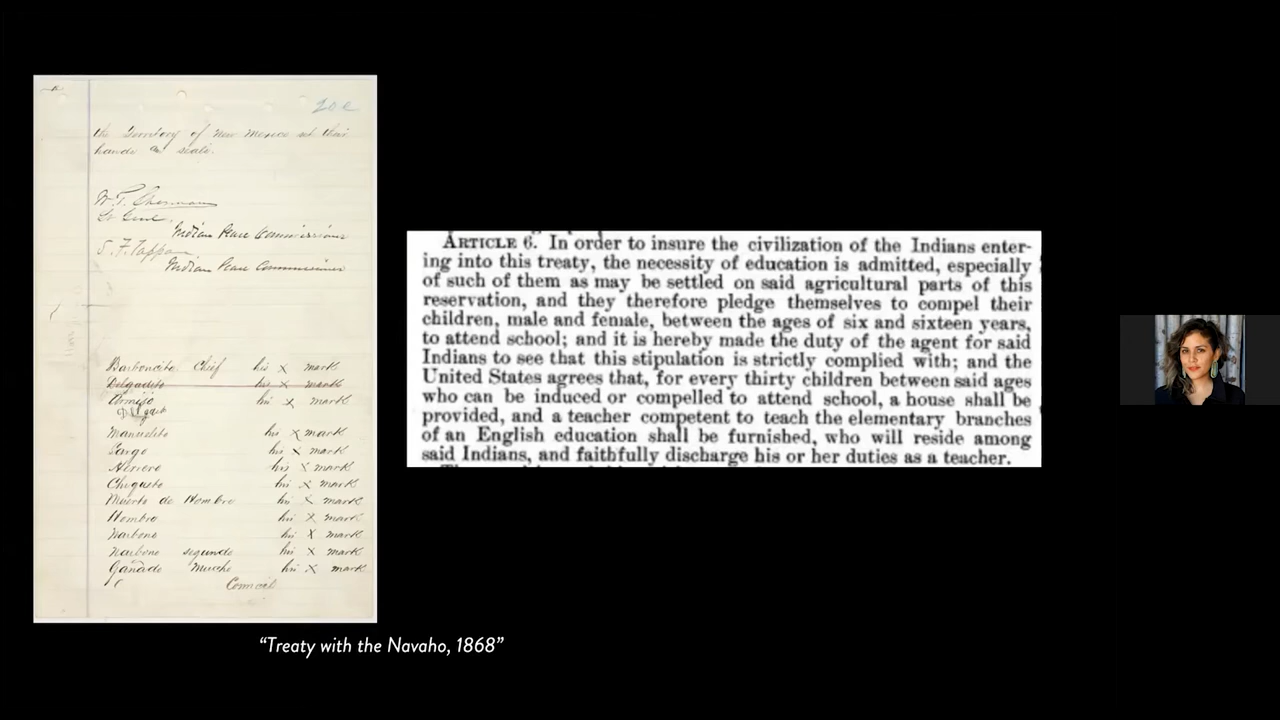 20c
the Territory of New Mexico set their
hands and seals.
W. T. Sherman
Lt Genl.
Indian Peace Commissioner
S. F. Tappan
Indian Peace Commissioner
Barboncito Chief his x mark
Delgadito his x mark
Armijo his x mark
Delgado
Manuelito his x mark
Largo his x mark
Herrero his x mark
Chiqueto his x mark
Muerto de Hombre his x mark
Hombro his x mark
Narbono his x mark
Narbono segundo his x mark
Ganado Mucho his x mark
Council
ARTICLE 6. In order to insure the civilization of the Indians enter-
ing into this treaty, the necessity of education is admitted, especially
of such of them as may be settled on said agricultural parts of this
reservation, and they therefore pledge themselves to compel their
children, male and female, between the ages of six and sixteen years,
to attend school; and it is hereby made the duty of the agent for said
Indians to see that this stipulation is strictly complied with; and the
United States agrees that, for every thirty children between said ages
who can be induced or compelled to attend school, a house shall be
provided, and a teacher competent to teach the elementary branches
of an English education shall be furnished, who will reside among
said Indians, and faithfully discharge his or her duties as a teacher.
“Treaty with the Navaho, 1868”